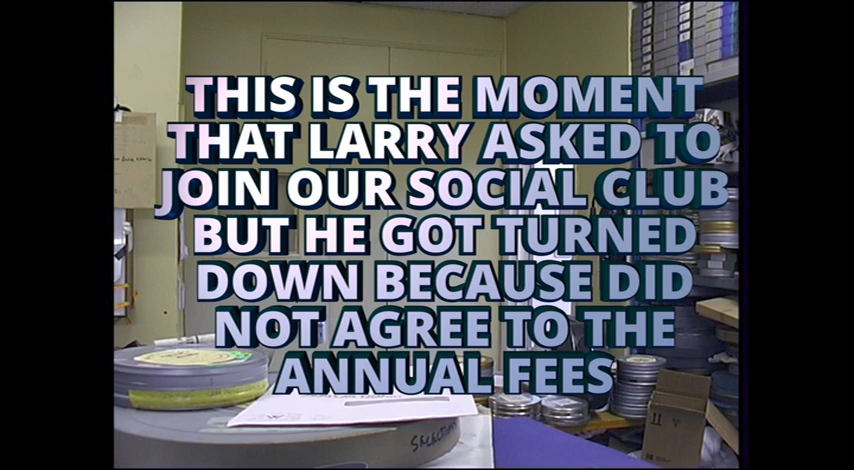 THIS IS THE MOMENT
THAT LARRY ASKED TO
JOIN OUR SOCIAL CLUB
BUT HE GOT TURNED
DOWN BECAUSE DID
NOT AGREE TO THE
ANNUAL FEES